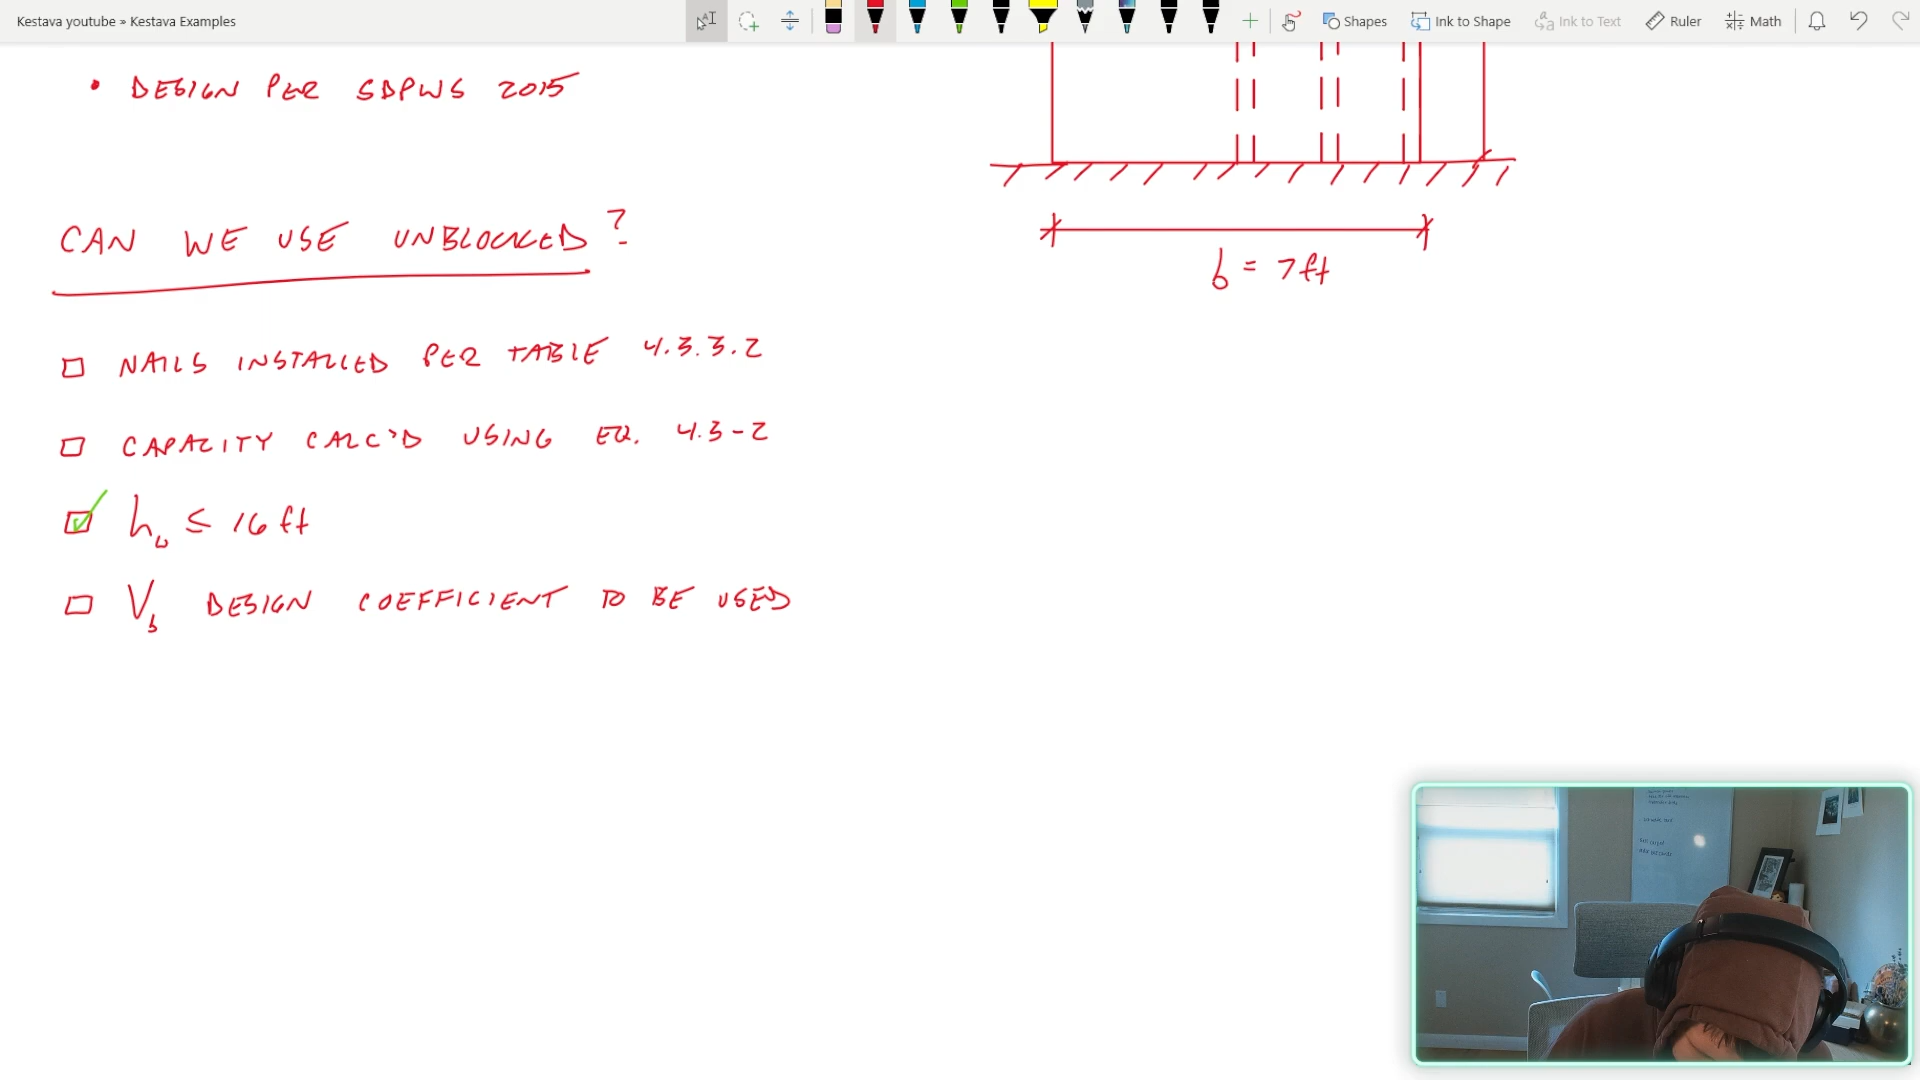 Kestava youtube » Kestava Examples
Shapes
Ink to Shape
Ink to Text
Ruler
Math
• DESIGN PER SDPWS 2015
CAN WE USE UNBLOCKED?
b = 7ft
NAILS INSTALLED PER TABLE 4.3.3.2
CAPACITY CALC'D USING EQ. 4.3-2
h ≤ 16 ft
V DESIGN COEFFICIENT TO BE USED